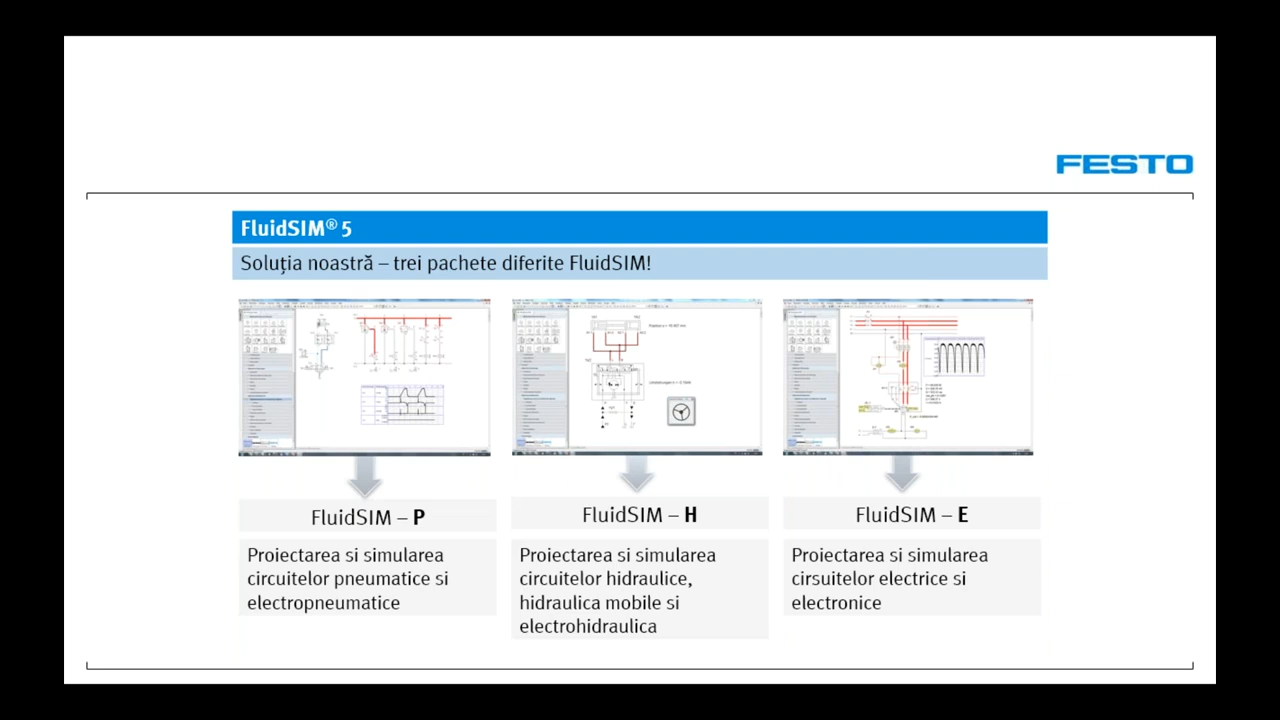 FESTO
FluidSIM® 5
Soluția noastră – trei pachete diferite FluidSIM!
FluidSIM – P
Proiectarea si simularea
circuitelor pneumatice si
electropneumatice
FluidSIM – H
Proiectarea si simularea
circuitelor hidraulice,
hidraulica mobile si
electrohidraulica
FluidSIM – E
Proiectarea si simularea
cirsuitelor electrice si
electronice